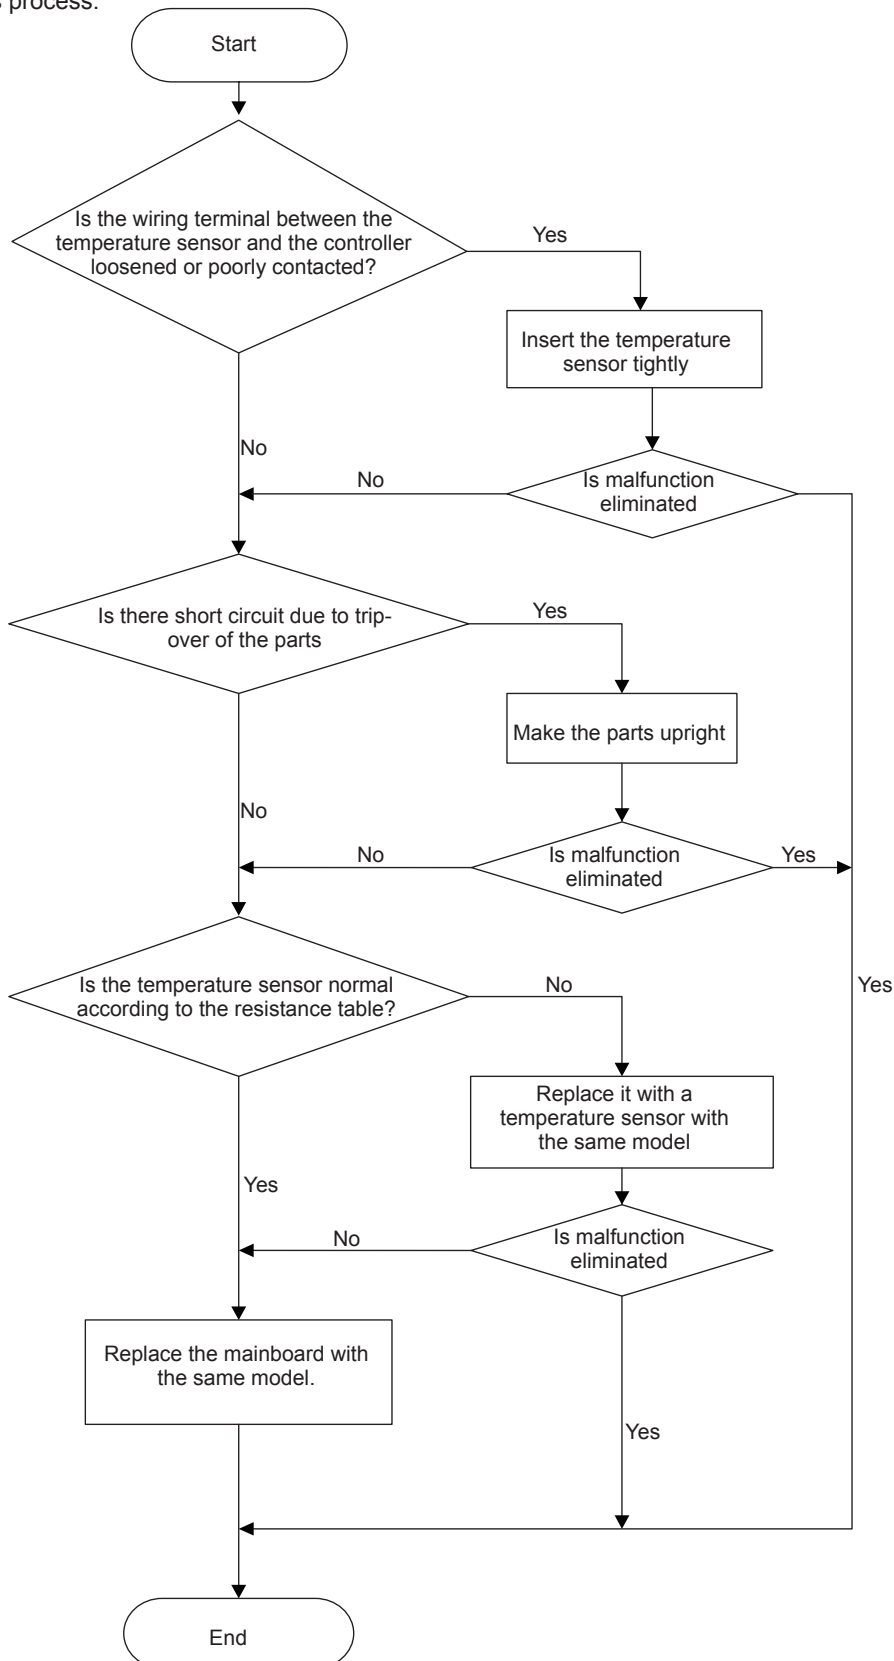 process.
Start
Is the wiring terminal between the
temperature sensor and the controller
loosened or poorly contacted?
Yes
Insert the temperature
sensor tightly
No
No
Is malfunction
eliminated
Is there short circuit due to trip-
over of the parts
Yes
Make the parts upright
No
No
Is malfunction
eliminated
Yes
Is the temperature sensor normal
according to the resistance table?
No
Yes
Replace it with a
temperature sensor with
the same model
Yes
No
Is malfunction
eliminated
Replace the mainboard with
the same model.
Yes
End